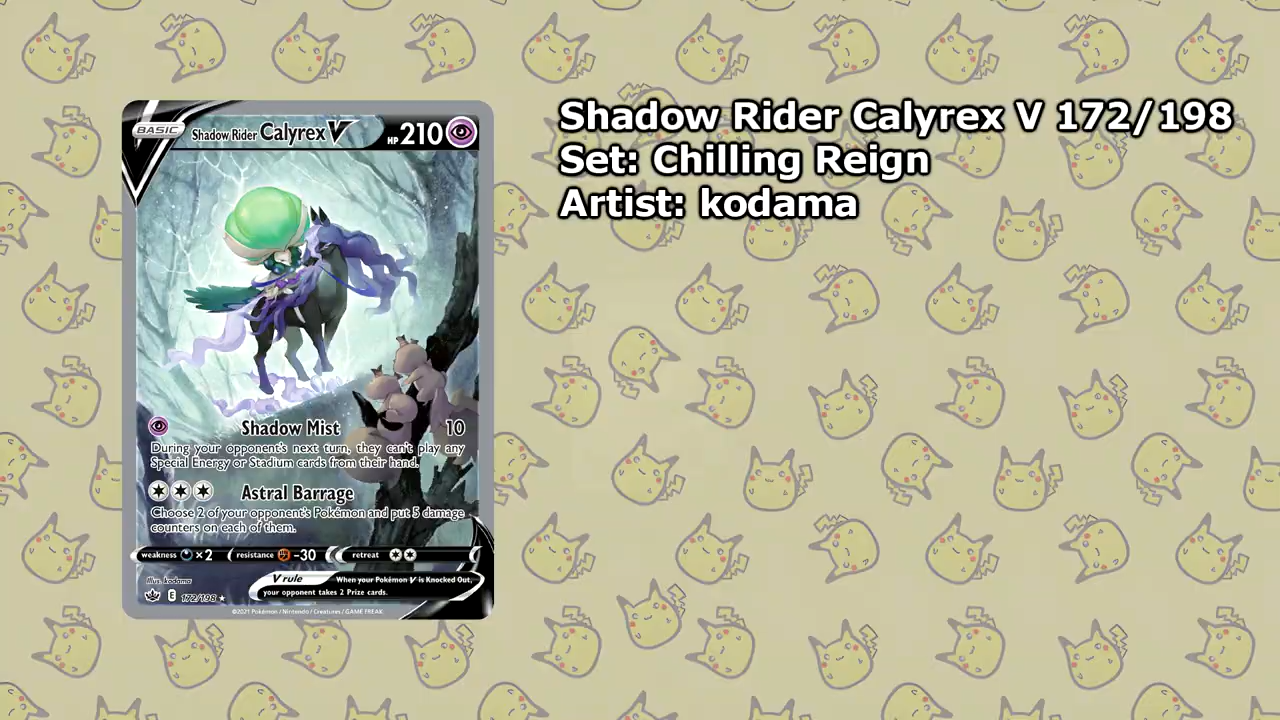 BASIC
Shadow Rider Calyrex V
HP 210
Shadow Rider Calyrex V 172/198
Set: Chilling Reign
Artist: kodama
Shadow Mist 10
During your opponent's next turn, they can't play any
Special Energy or Stadium cards from their hand.
Astral Barrage
Choose 2 of your opponent's Pokémon and put 5 damage
counters on each of them.
weakness ×2 resistance -30 retreat
Illus. kodama
V rule When your Pokémon V is Knocked Out,
your opponent takes 2 Prize cards.
E 172/198 ★
©2021 Pokémon / Nintendo / Creatures / GAME FREAK